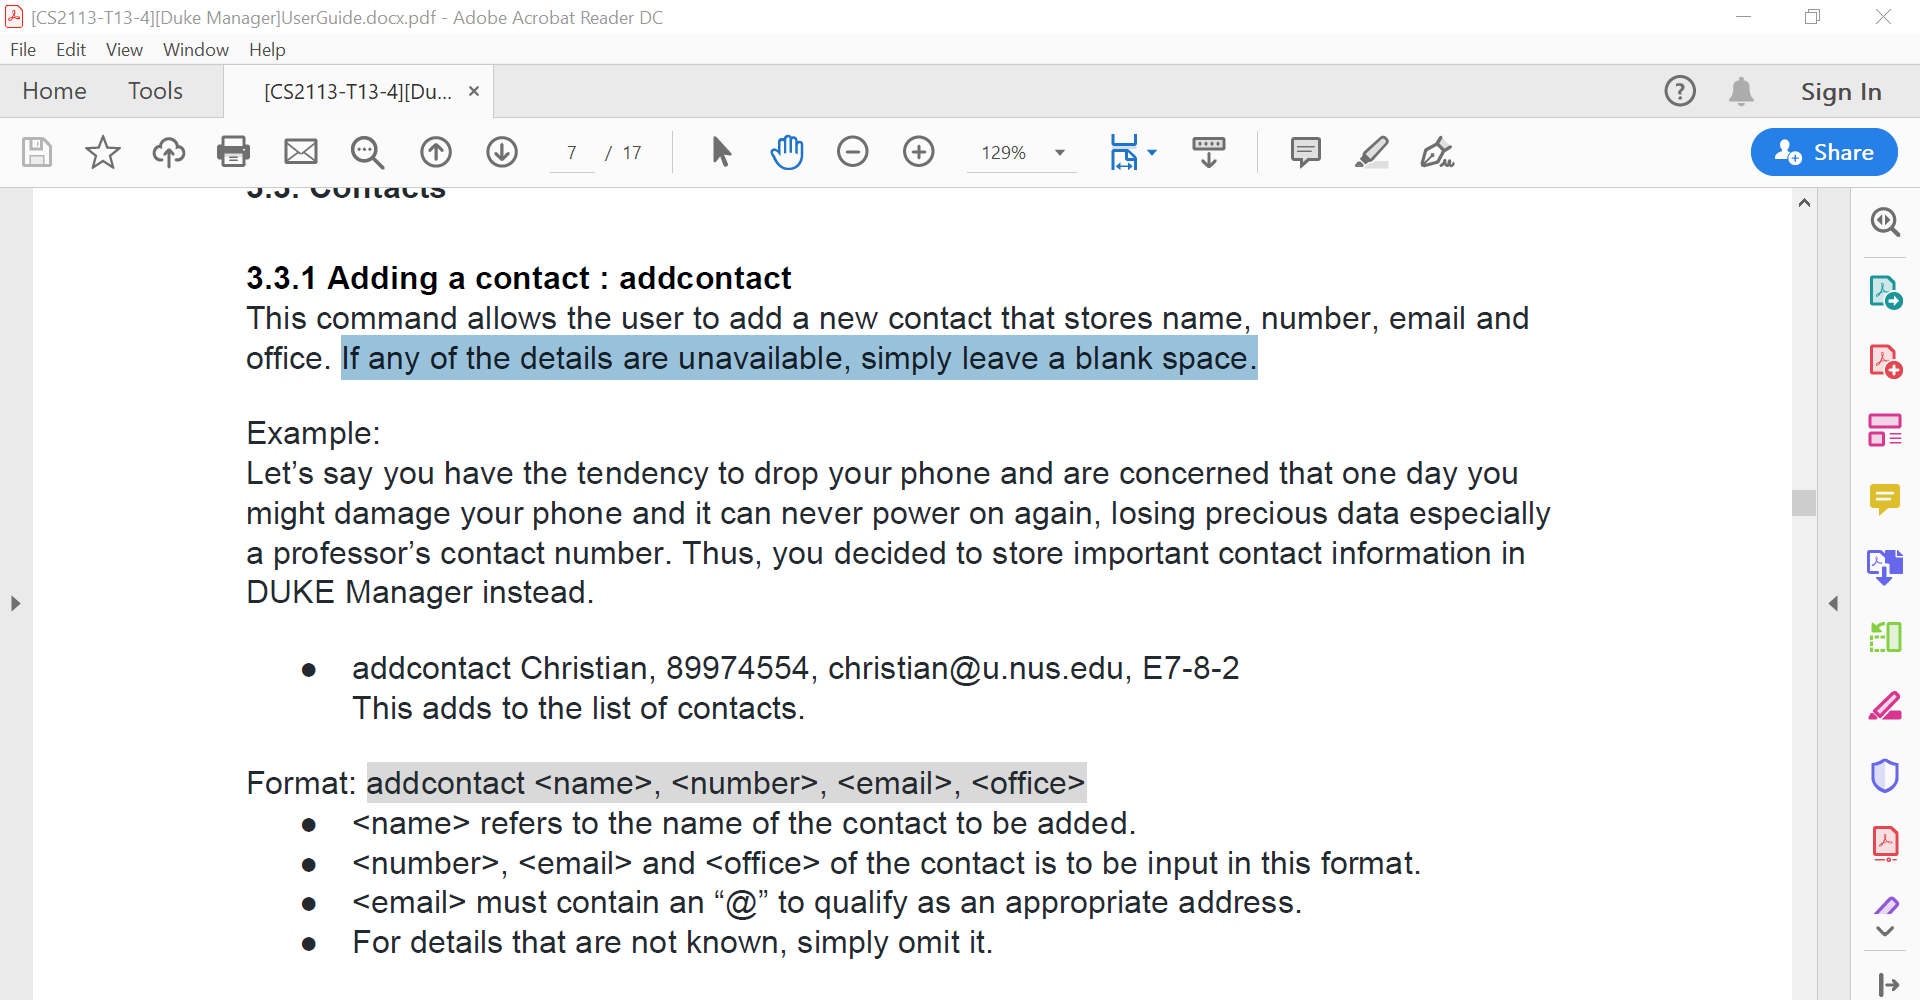 [CS2113-T13-4][Duke Manager]UserGuide.docx.pdf - Adobe Acrobat Reader DC
File Edit View Window Help
Home Tools [CS2113-T13-4][Du... × Sign In
7 / 17 129% Share
3.3. Contacts
3.3.1 Adding a contact : addcontact
This command allows the user to add a new contact that stores name, number, email and
office. If any of the details are unavailable, simply leave a blank space.
Example:
Let’s say you have the tendency to drop your phone and are concerned that one day you
might damage your phone and it can never power on again, losing precious data especially
a professor’s contact number. Thus, you decided to store important contact information in
DUKE Manager instead.
● addcontact Christian, 89974554, christian@u.nus.edu, E7-8-2
This adds to the list of contacts.
Format: addcontact <name>, <number>, <email>, <office>
● <name> refers to the name of the contact to be added.
● <number>, <email> and <office> of the contact is to be input in this format.
● <email> must contain an “@” to qualify as an appropriate address.
● For details that are not known, simply omit it.